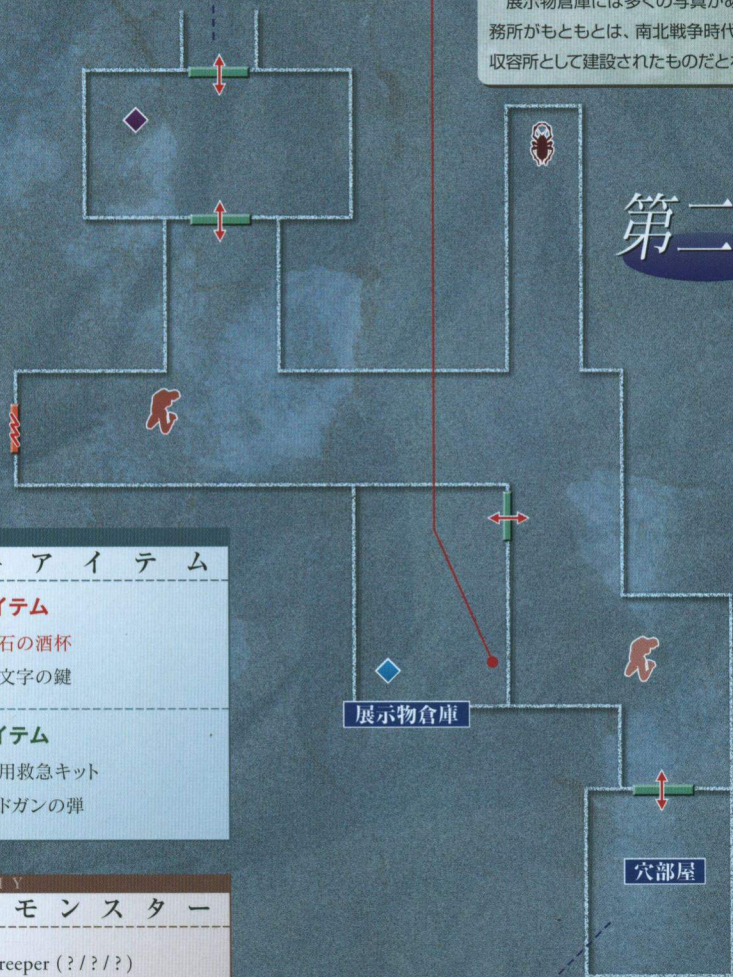 展示物倉庫には多くの写真があ
務所がもともとは、南北戦争時代
収容所として建設されたものだと
第二
アイテム
イテム
石の酒杯
文字の鍵
イテム
用救急キット
ドガンの弾
展示物倉庫
穴部屋
モンスター
reeper (?/?/?)